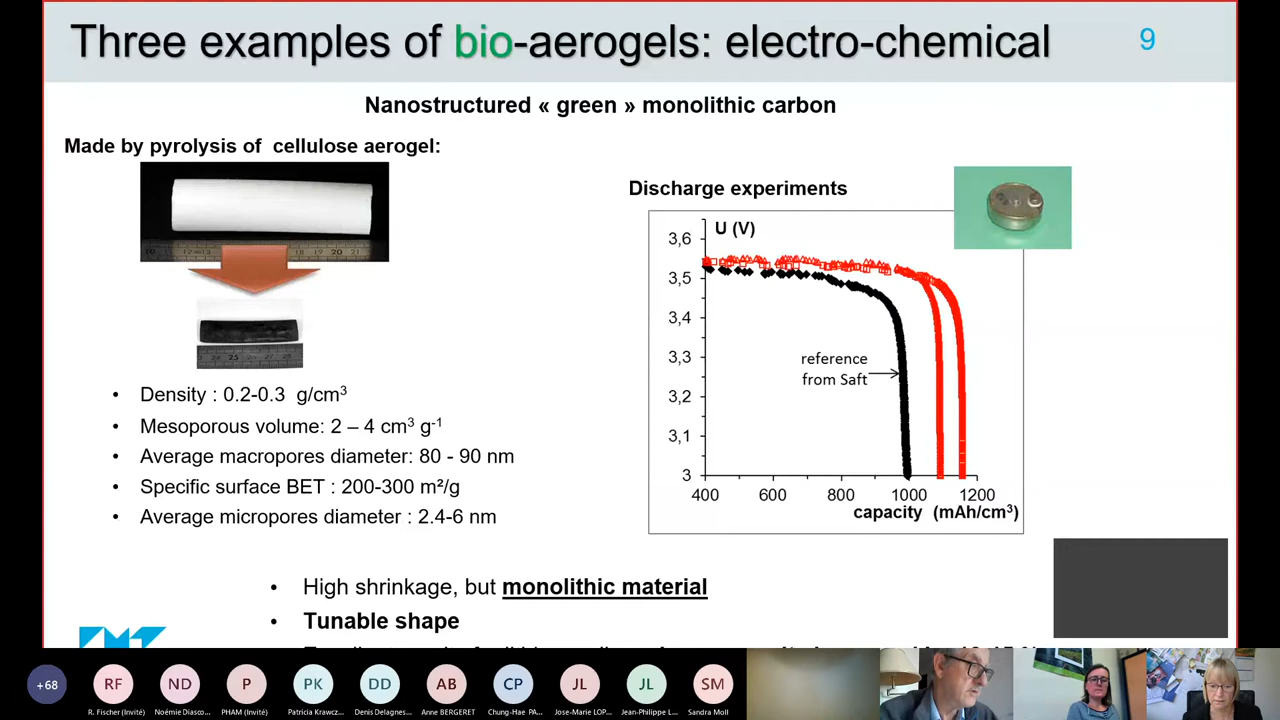 Three examples of bio-aerogels: electro-chemical
9
Nanostructured « green » monolithic carbon
Made by pyrolysis of cellulose aerogel:
• Density : 0.2-0.3 g/cm³
• Mesoporous volume: 2 – 4 cm³ g⁻¹
• Average macropores diameter: 80 - 90 nm
• Specific surface BET : 200-300 m²/g
• Average micropores diameter : 2.4-6 nm
Discharge experiments
U (V)
3,6
3,5
3,4
3,3
3,2
3,1
3
reference
from Saft
400 600 800 1000 1200
capacity (mAh/cm³)
• High shrinkage, but monolithic material
• Tunable shape
+68
RF
ND
P
PK
DD
AB
CP
JL
JL
SM
R. Fischer (Invité)
Noémie Diasco...
PHAM (Invité)
Patricia Krawcz...
Denis Delagnes...
Anne BERGERET
Chung-Hae PA...
Jose-Marie LOP...
Jean-Philippe L...
Sandra Moll